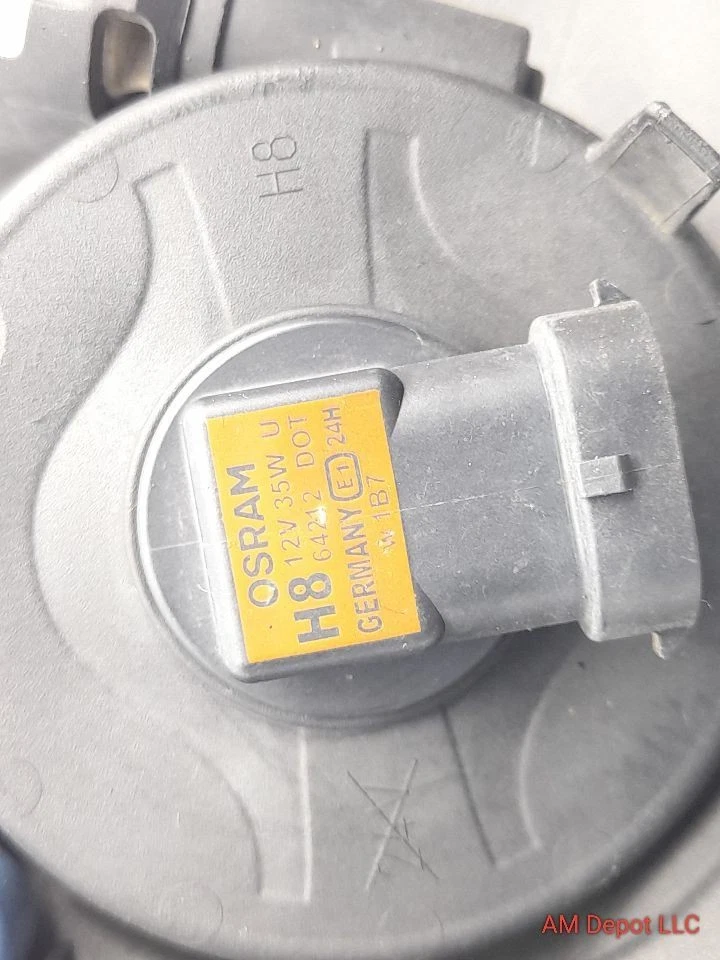 H8
OSRAM
12V 35W U
H8 64212 DOT
GERMANY E1 24H
W 1B7
AM Depot LLC